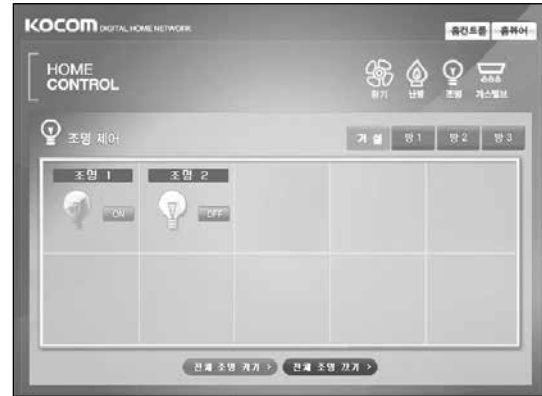 KOCOM DIGITAL HOME NETWORK
홈컨트롤 홈뷰어
HOME
CONTROL
환기 난방 조명 가스밸브
조명 제어
거실 방1 방2 방3
조명 1 조명 2
ON OFF
전체 조명 켜기 > 전체 조명 끄기 >